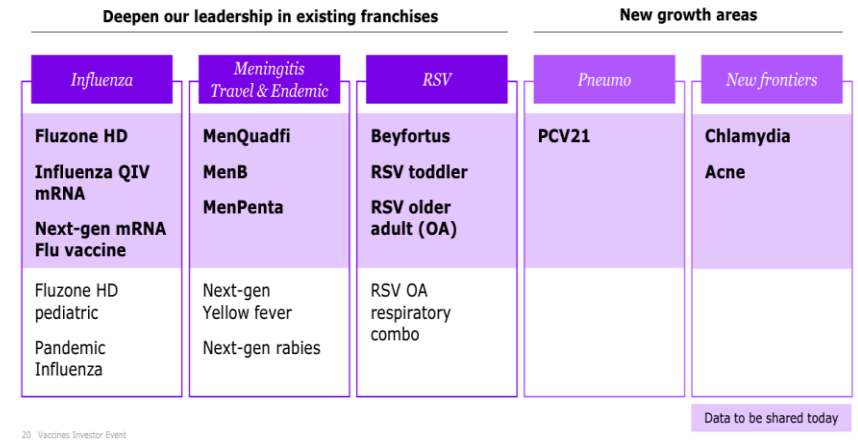 Deepen our leadership in existing franchises
New growth areas
Influenza
Meningitis
Travel & Endemic
RSV
Pneumo
New frontiers
Fluzone HD
Influenza QIV
mRNA
Next-gen mRNA
Flu vaccine
Fluzone HD
pediatric
Pandemic
Influenza
MenQuadfi
MenB
MenPenta
Next-gen
Yellow fever
Next-gen rabies
Beyfortus
RSV toddler
RSV older
adult (OA)
RSV OA
respiratory
combo
PCV21
Chlamydia
Acne
Data to be shared today
20 Vaccines Investor Event